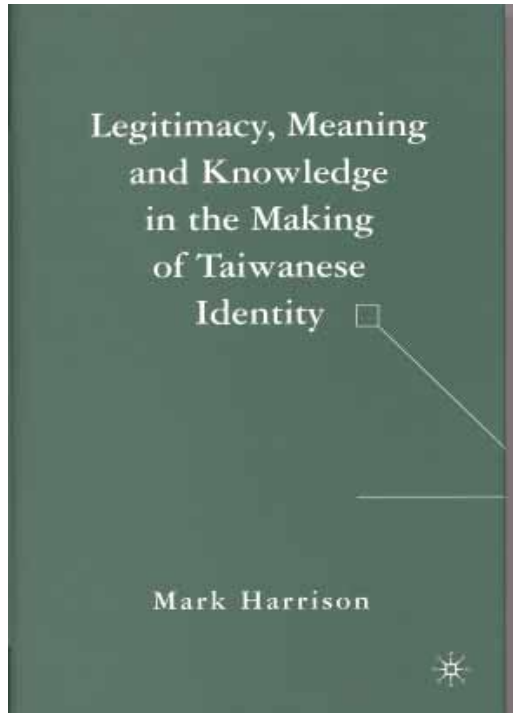 Legitimacy, Meaning
and Knowledge
in the Making
of Taiwanese
Identity
Mark Harrison